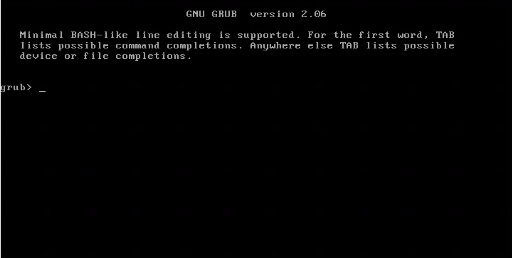 GNU GRUB  version 2.06
Minimal BASH-like line editing is supported. For the first word, TAB
lists possible command completions. Anywhere else TAB lists possible
device or file completions.
grub> _